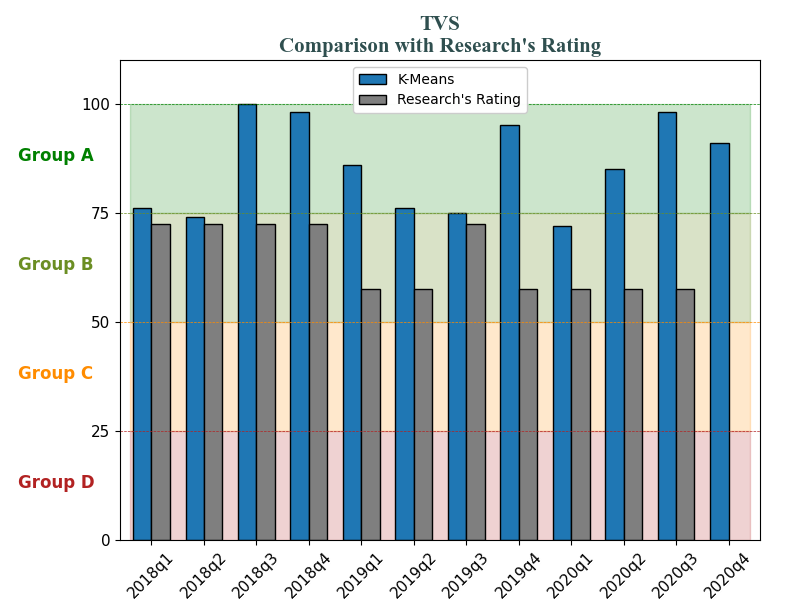 TVS
Comparison with Research's Rating
K-Means
Research's Rating
100
Group A
75
Group B
50
Group C
25
Group D
0
2018q1
2018q2
2018q3
2018q4
2019q1
2019q2
2019q3
2019q4
2020q1
2020q2
2020q3
2020q4